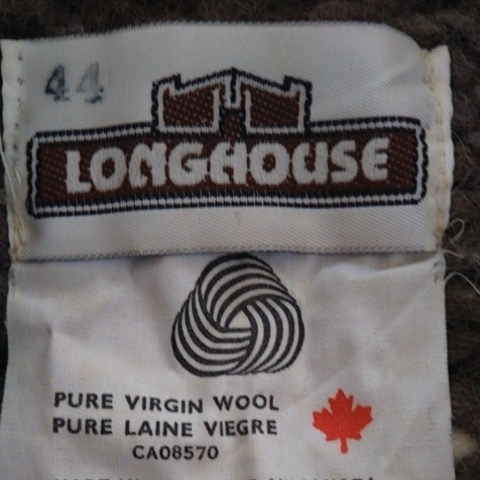 44
LONGHOUSE
PURE VIRGIN WOOL
PURE LAINE VIEGRE
CA08570